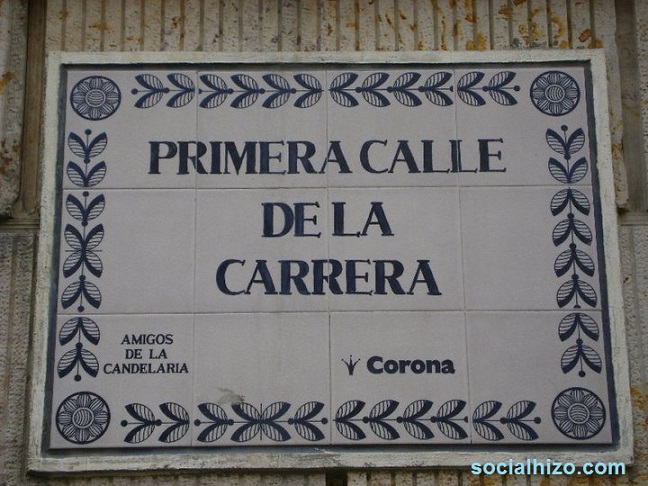 PRIMERA CALLE
DE LA
CARRERA
AMIGOS
DE LA
CANDELARIA
Corona
socialhizo.com